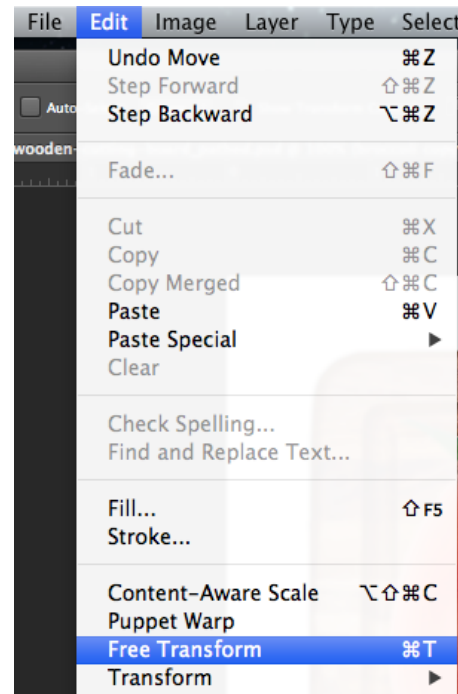 File Edit Image Layer Type Select
Undo Move ⌘Z
Step Forward ⇧⌘Z
Auto
Step Backward ⌥⌘Z
wooden-
Fade... ⇧⌘F
Cut ⌘X
Copy ⌘C
Copy Merged ⇧⌘C
Paste ⌘V
Paste Special ▶
Clear
Check Spelling...
Find and Replace Text...
Fill... ⇧F5
Stroke...
Content-Aware Scale ⌥⇧⌘C
Puppet Warp
Free Transform ⌘T
Transform ▶